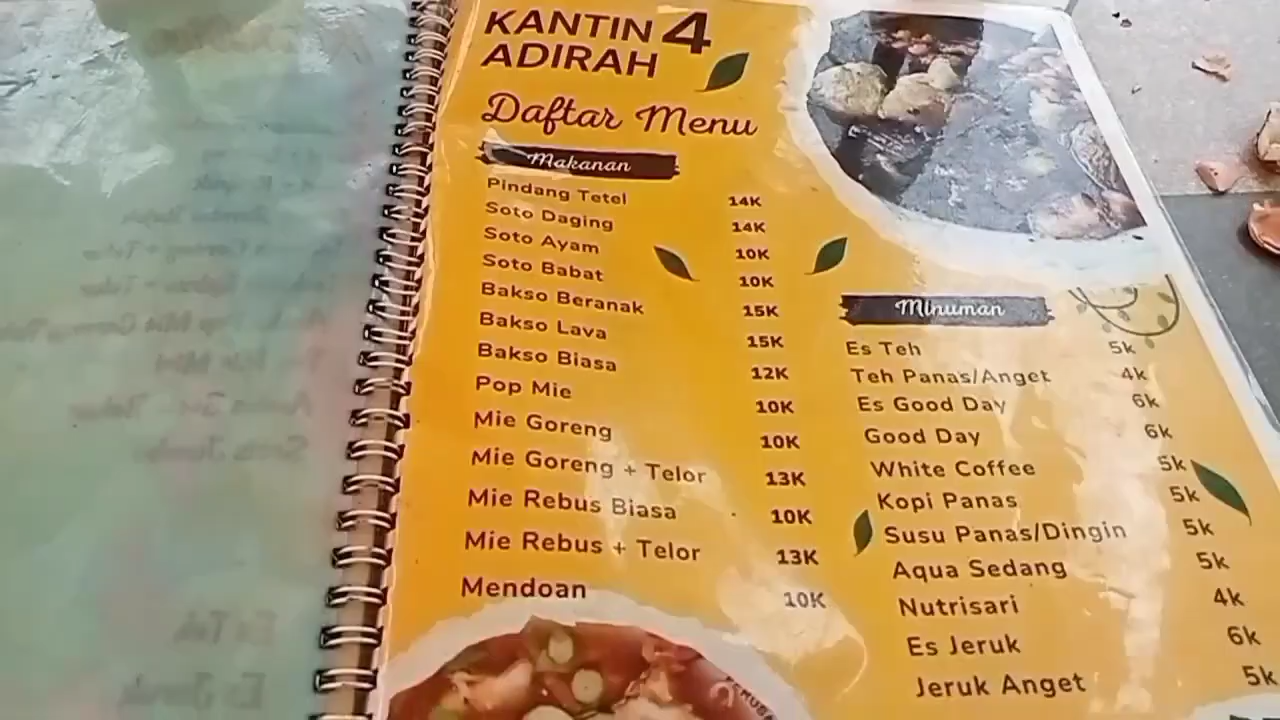 KANTIN 4
ADIRAH
Daftar Menu
Makanan
Pindang Tetel 14K
Soto Daging 14K
Soto Ayam 10K
Soto Babat 10K
Bakso Beranak 15K
Bakso Lava 15K
Bakso Biasa 12K
Pop Mie 10K
Mie Goreng 10K
Mie Goreng + Telor 13K
Mie Rebus Biasa 10K
Mie Rebus + Telor 13K
Mendoan 10K
Minuman
Es Teh 5k
Teh Panas/Anget 4k
Es Good Day 6k
Good Day 6k
White Coffee 5k
Kopi Panas 5k
Susu Panas/Dingin 5k
Aqua Sedang 5k
Nutrisari 4k
Es Jeruk 6k
Jeruk Anget 5k